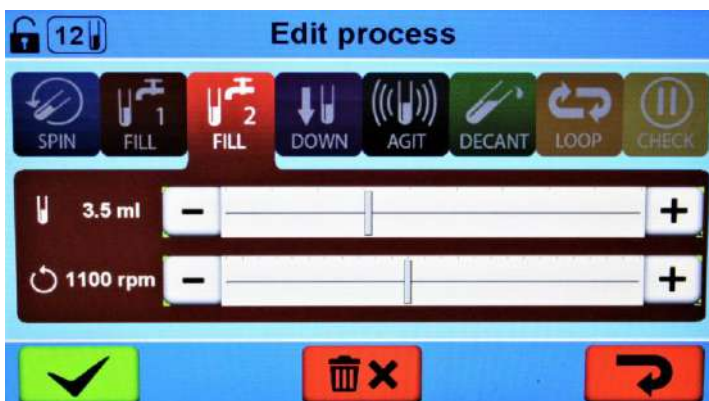 12 Edit process
SPIN
1
FILL
2
FILL
DOWN
AGIT
DECANT
LOOP
CHECK
3.5 ml - +
1100 rpm - +